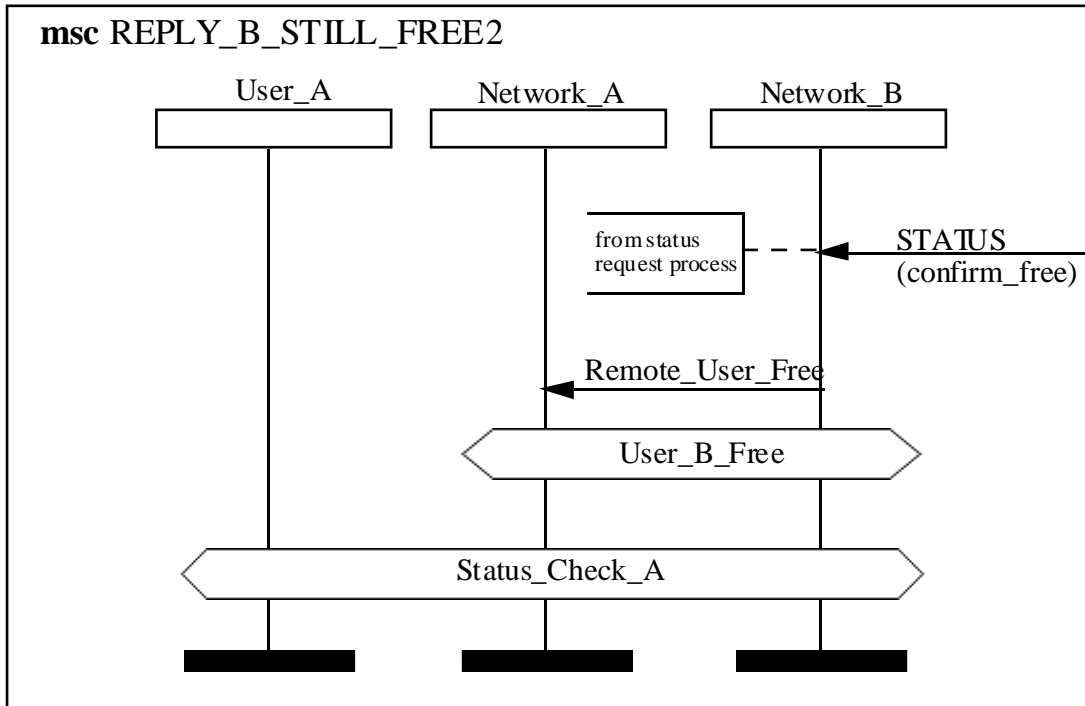 msc REPLY_B_STILL_FREE2
User_A
Network_A
Network_B
from status
request process
STATUS
(confirm_free)
Remote_User_Free
User_B_Free
Status_Check_A